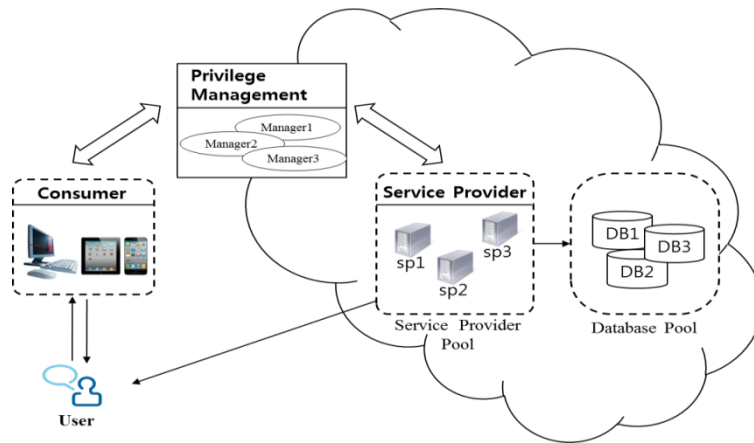 Privilege
Management
Manager1
Manager2
Manager3
Consumer
Service Provider
sp1
sp2
sp3
Service Provider
Pool
DB1
DB2
DB3
Database Pool
User